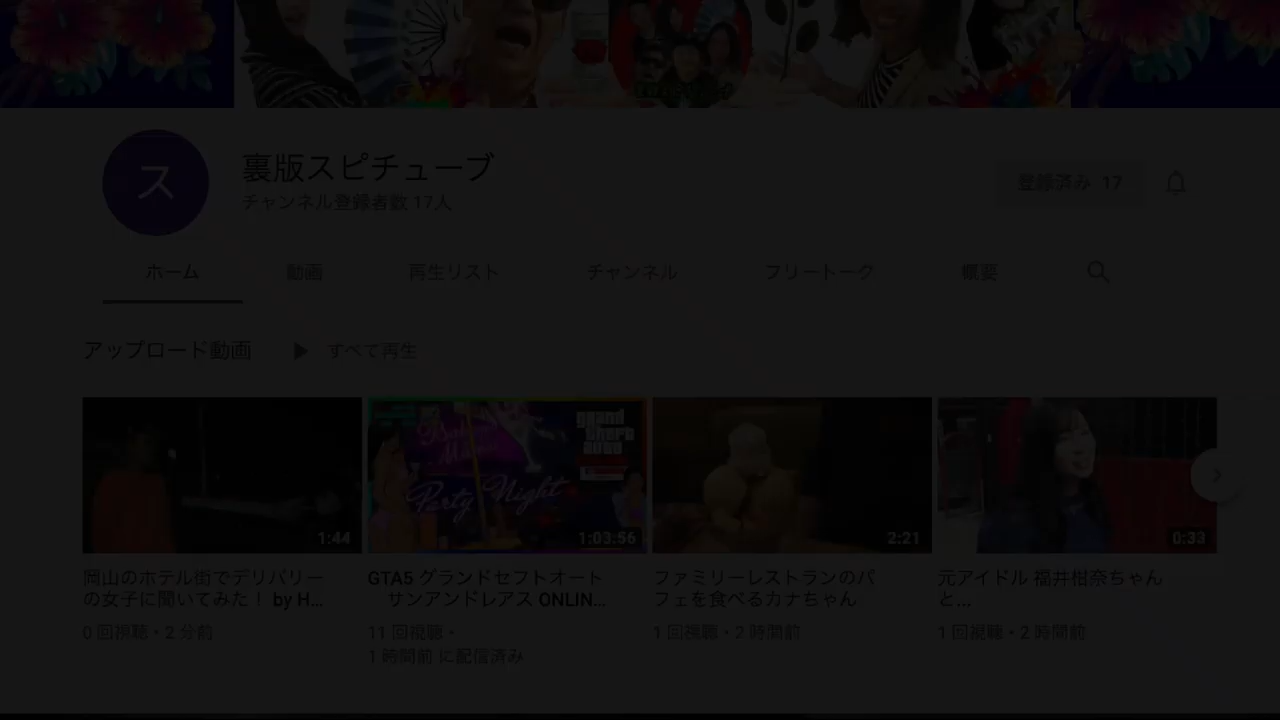 ス
裏版スピチューブ
チャンネル登録者数 17人
登録済み 17
ホーム 動画 再生リスト チャンネル フリートーク 概要
アップロード動画 すべて再生
1:44
岡山のホテル街でデリバリー
の女子に聞いてみた！ by H...
0 回視聴・2 分前
Party Night
grand
theft
auto
1:03:56
GTA5 グランドセフトオート
サンアンドレアス ONLIN...
11 回視聴・
1 時間前 に配信済み
2:21
ファミリーレストランのパ
フェを食べるカナちゃん
1 回視聴・2 時間前
0:33
元アイドル 福井柑奈ちゃん
と...
1 回視聴・2 時間前